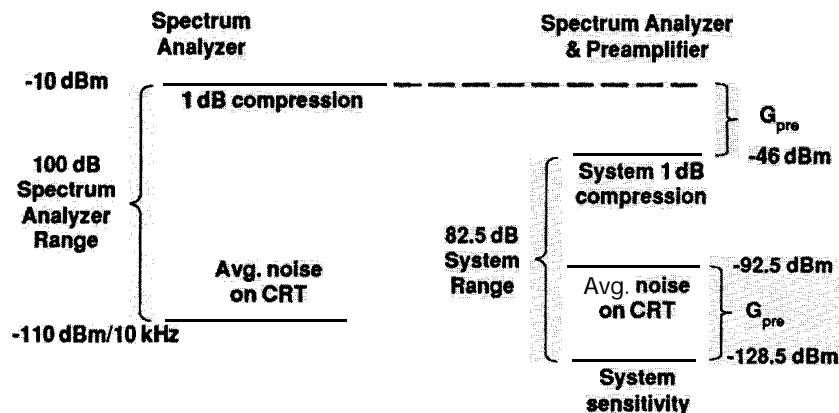 Spectrum
Analyzer
Spectrum Analyzer
& Preamplifier
-10 dBm
1 dB compression
G pre
-46 dBm
100 dB
Spectrum
Analyzer
Range
System 1 dB
compression
82.5 dB
System
Range
Avg. noise
on CRT
-92.5 dBm
Avg. noise
on CRT
G pre
-110 dBm/10 kHz
-128.5 dBm
System
sensitivity